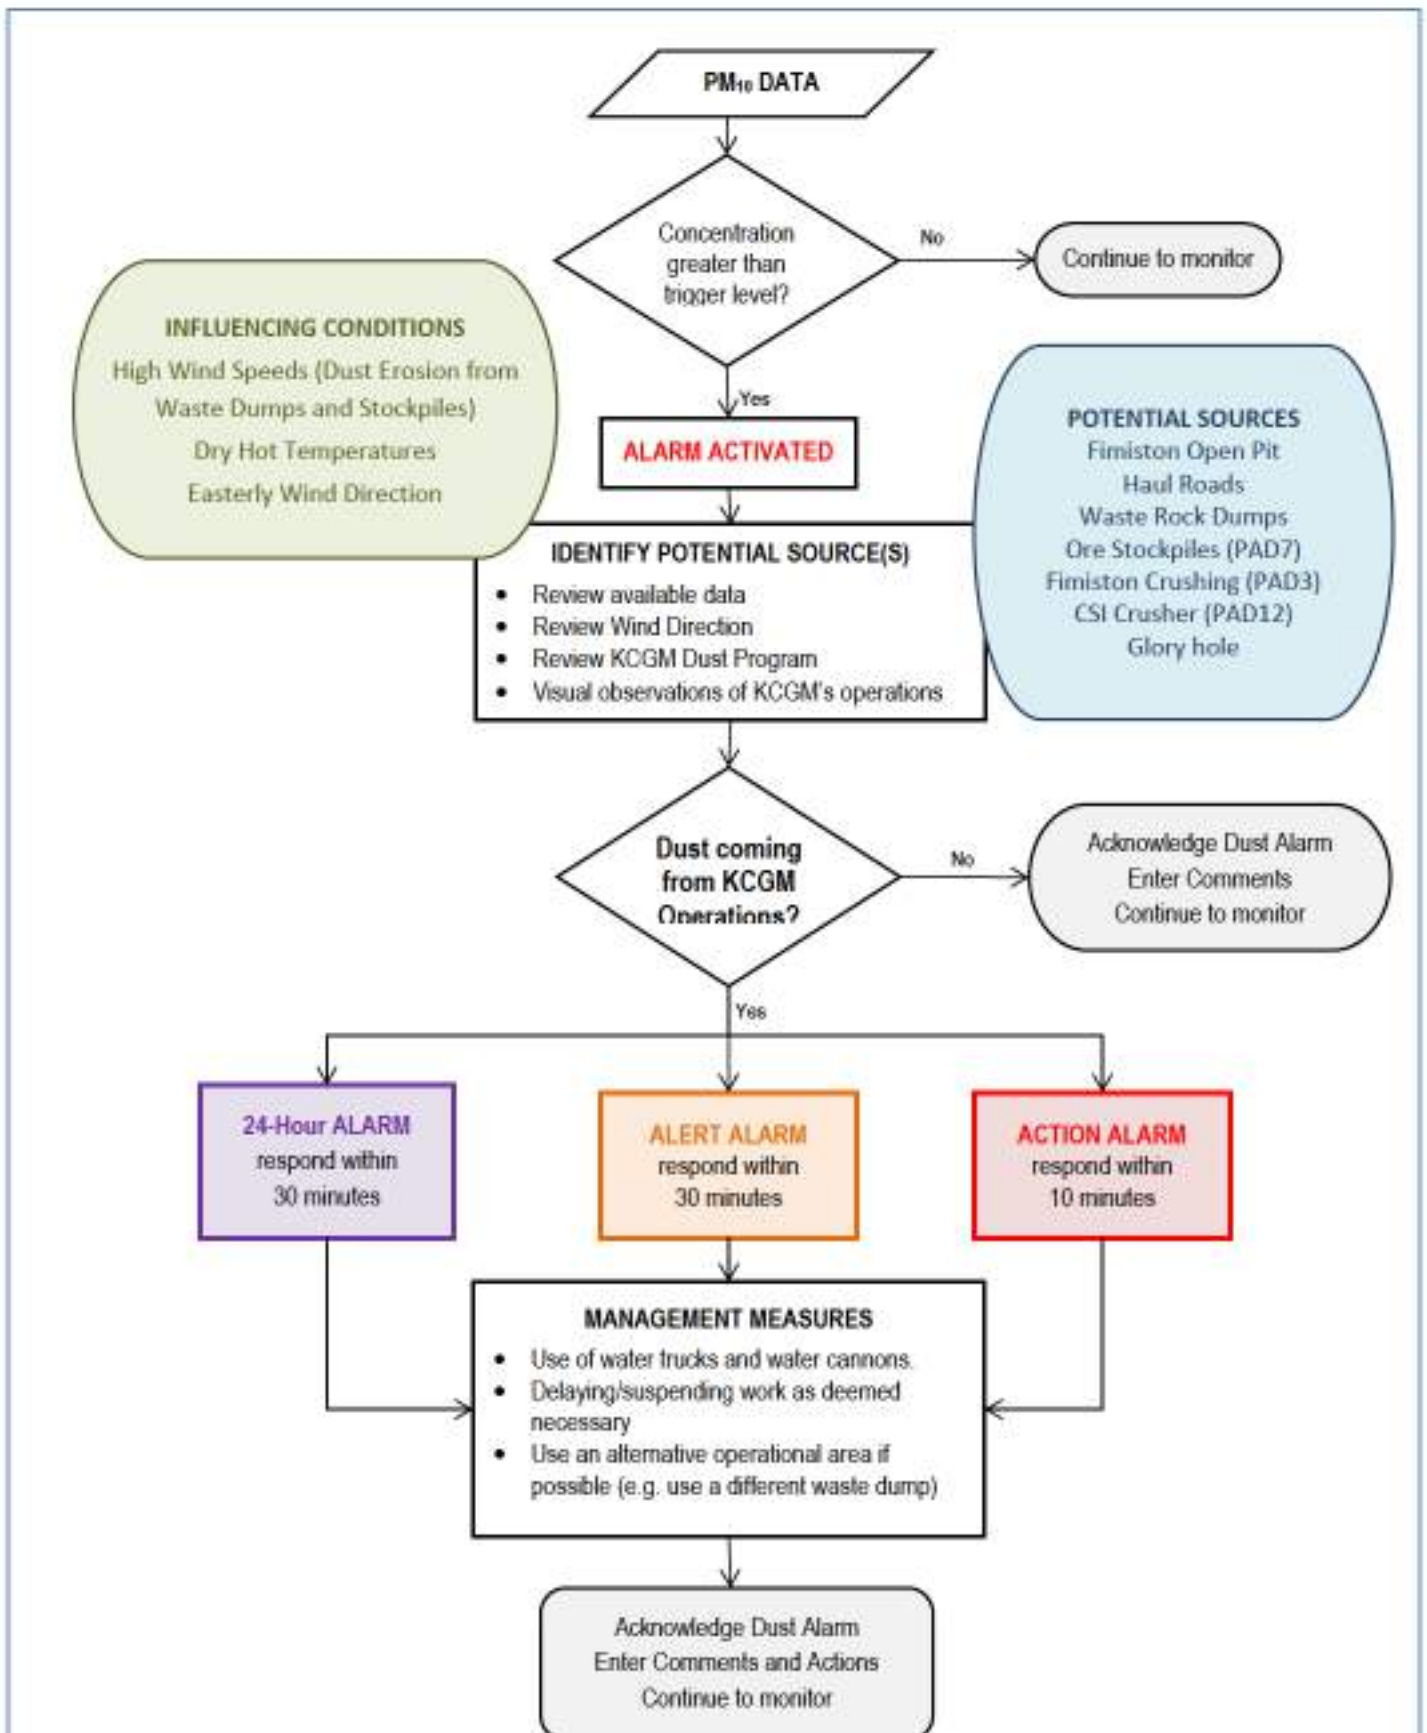 PM₁₀ DATA
Concentration
greater than
trigger level?
No
Continue to monitor
INFLUENCING CONDITIONS
High Wind Speeds (Dust Erosion from
Waste Dumps and Stockpiles)
Dry Hot Temperatures
Easterly Wind Direction
Yes
ALARM ACTIVATED
POTENTIAL SOURCES
Fimiston Open Pit
Haul Roads
Waste Rock Dumps
Ore Stockpiles (PAD7)
Fimiston Crushing (PAD3)
CSI Crusher (PAD12)
Glory hole
IDENTIFY POTENTIAL SOURCE(S)
• Review available data
• Review Wind Direction
• Review KCGM Dust Program
• Visual observations of KCGM's operations
Dust coming
from KCGM
Operations?
No
Acknowledge Dust Alarm
Enter Comments
Continue to monitor
Yes
24-Hour ALARM
respond within
30 minutes
ALERT ALARM
respond within
30 minutes
ACTION ALARM
respond within
10 minutes
MANAGEMENT MEASURES
• Use of water trucks and water cannons.
• Delaying/suspending work as deemed
necessary
• Use an alternative operational area if
possible (e.g. use a different waste dump)
Acknowledge Dust Alarm
Enter Comments and Actions
Continue to monitor